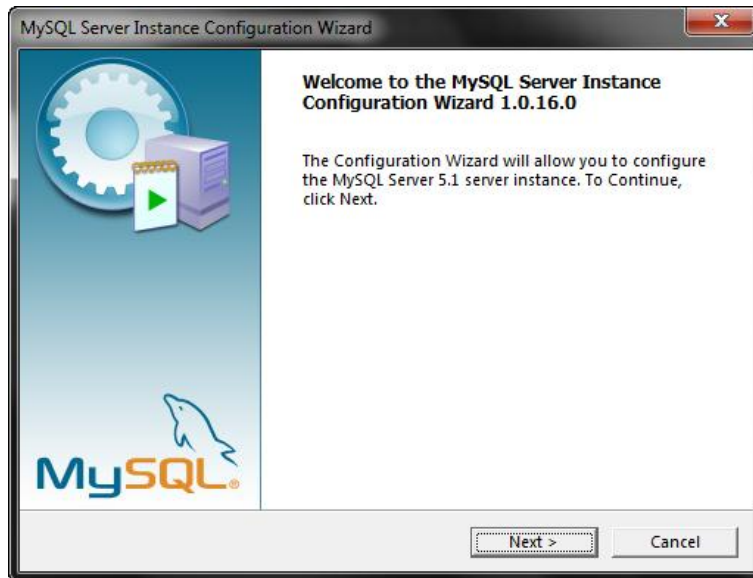 MySQL Server Instance Configuration Wizard
X
Welcome to the MySQL Server Instance
Configuration Wizard 1.0.16.0
The Configuration Wizard will allow you to configure
the MySQL Server 5.1 server instance. To Continue,
click Next.
MySQL®
Next >
Cancel